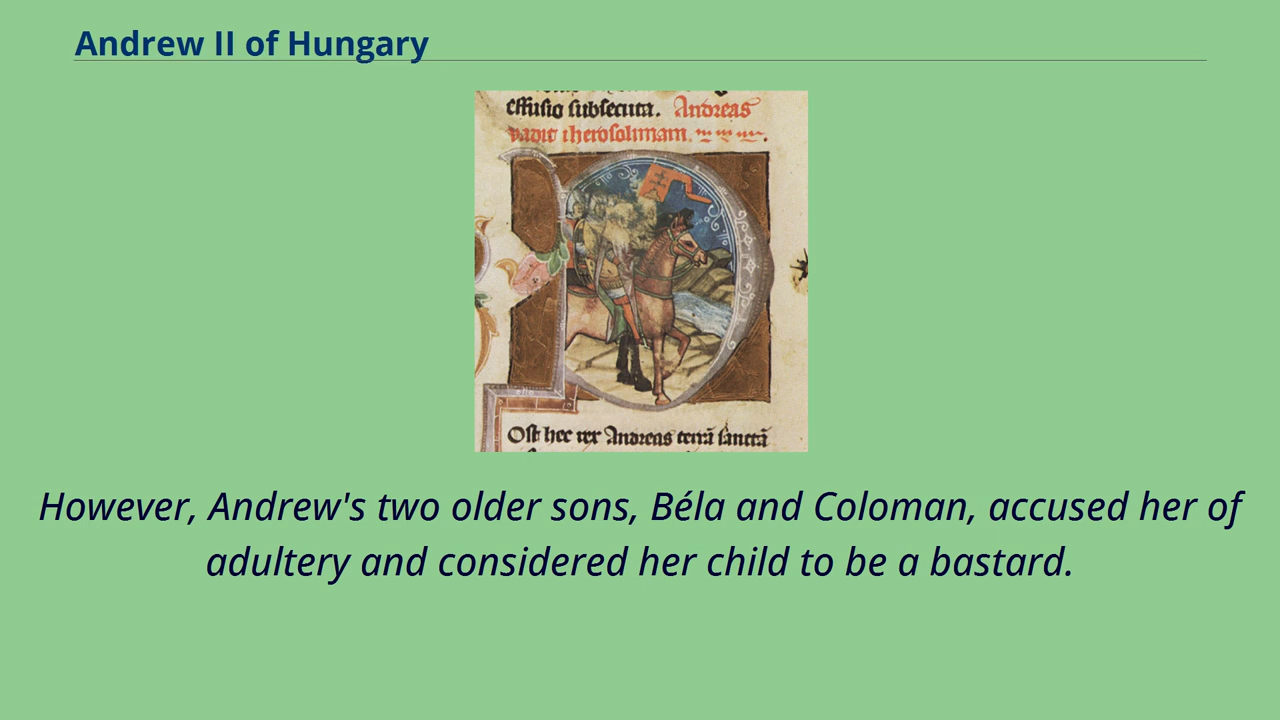 Andrew II of Hungary
effusio subsecuta. Andreas
vadit iherosolimam.
Ost hec rex Andreas terrā sanctā
However, Andrew's two older sons, Béla and Coloman, accused her of
adultery and considered her child to be a bastard.